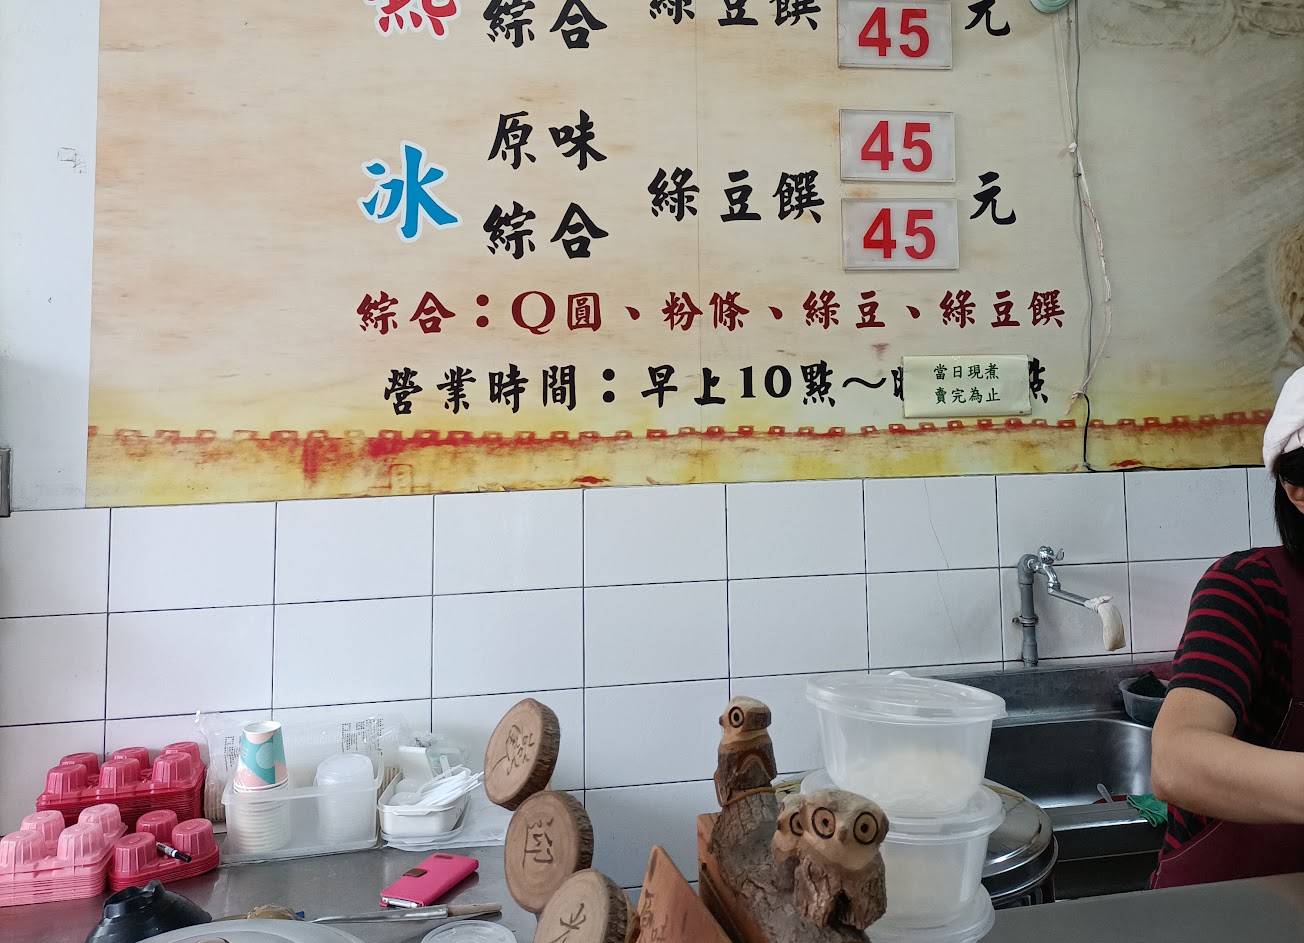 熱 綜合 綠豆饌 45 元
冰 原味 綠豆饌 45 元
綜合 45
綜合：Q圓、粉條、綠豆、綠豆饌
營業時間：早上10點～
當日現煮
賣完為止
點